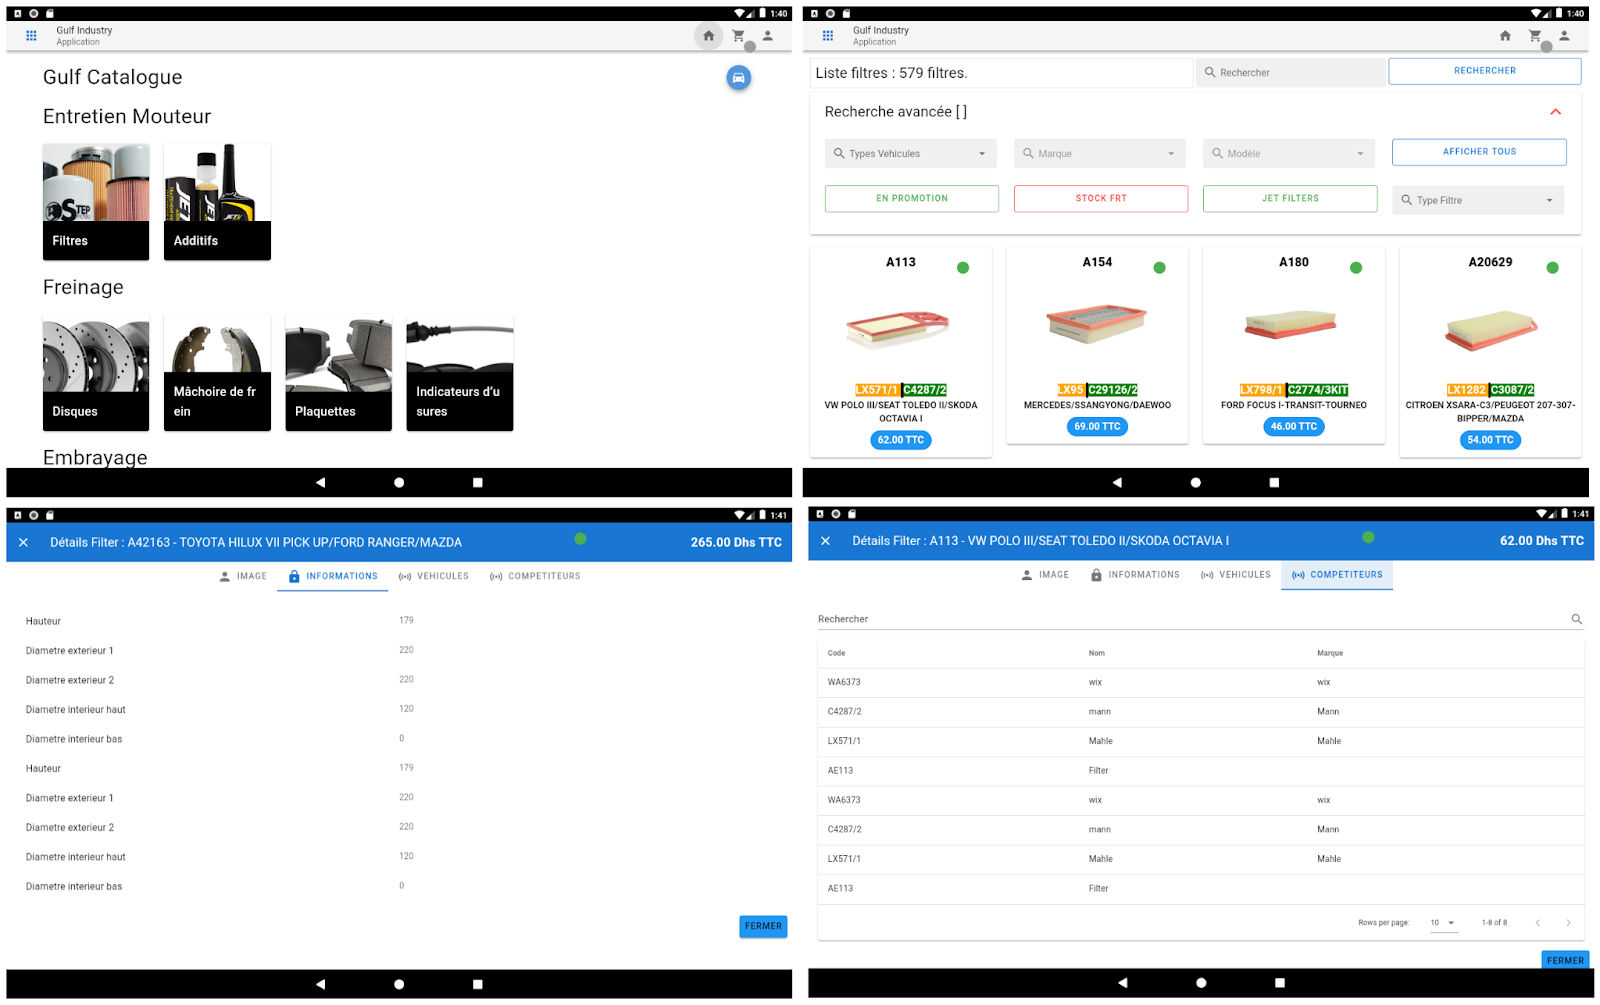 1:40
Gulf Industry
Application
Gulf Catalogue
Entretien Mouteur
STEP
JET
Filtres
Additifs
Freinage
Disques
Mâchoire de fr
ein
Plaquettes
Indicateurs d'u
sures
Embrayage
1:40
Gulf Industry
Application
Liste filtres : 579 filtres.
Rechercher
RECHERCHER
Recherche avancée [ ]
Types Vehicules
Marque
Modèle
AFFICHER TOUS
EN PROMOTION
STOCK FRT
JET FILTERS
Type Filtre
A113
LX571/1 C4287/2
VW POLO III/SEAT TOLEDO II/SKODA
OCTAVIA I
62.00 TTC
A154
LX95 C29126/2
MERCEDES/SSANGYONG/DAEWOO
69.00 TTC
A180
LX798/1 C2774/3KIT
FORD FOCUS I-TRANSIT-TOURNEO
46.00 TTC
A20629
LX1282 C3087/2
CITROEN XSARA-C3/PEUGEOT 207-307-
BIPPER/MAZDA
54.00 TTC
1:41
Détails Filter : A42163 - TOYOTA HILUX VII PICK UP/FORD RANGER/MAZDA
265.00 Dhs TTC
IMAGE INFORMATIONS VEHICULES COMPETITEURS
Hauteur 179
Diametre exterieur 1 220
Diametre exterieur 2 220
Diametre interieur haut 120
Diametre interieur bas 0
Hauteur 179
Diametre exterieur 1 220
Diametre exterieur 2 220
Diametre interieur haut 120
Diametre interieur bas 0
FERMER
1:41
Détails Filter : A113 - VW POLO III/SEAT TOLEDO II/SKODA OCTAVIA I
62.00 Dhs TTC
IMAGE INFORMATIONS VEHICULES COMPETITEURS
Rechercher
Code Nom Marque
WA6373 wix wix
C4287/2 mann Mann
LX571/1 Mahle Mahle
AE113 Filter
WA6373 wix wix
C4287/2 mann Mann
LX571/1 Mahle Mahle
AE113 Filter
Rows per page: 10 1-8 of 8
FERMER